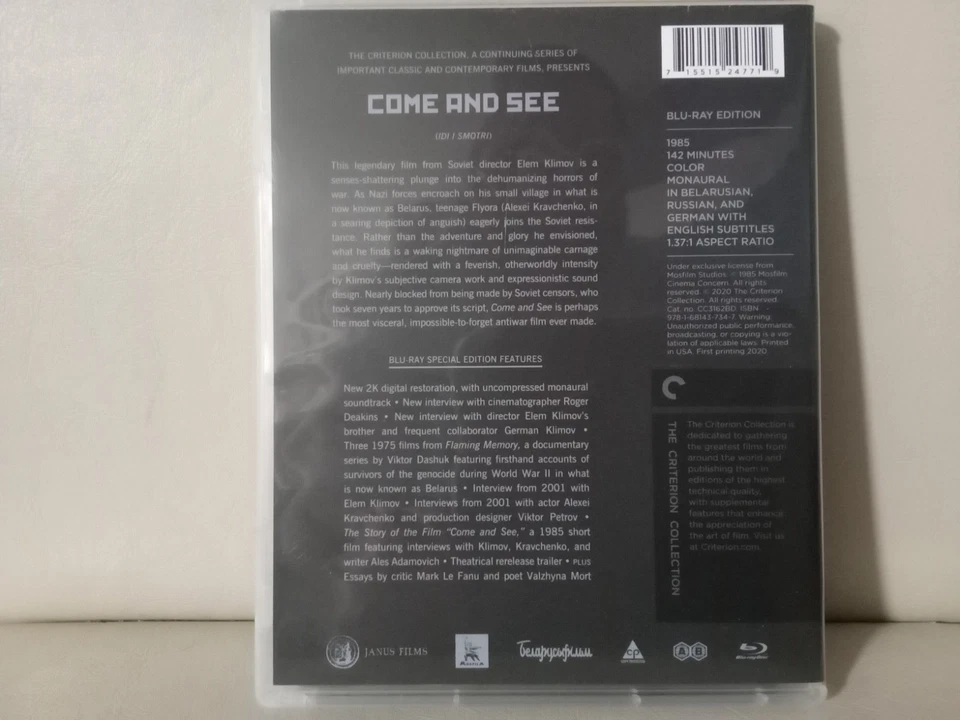 THE CRITERION COLLECTION, A CONTINUING SERIES OF
IMPORTANT CLASSIC AND CONTEMPORARY FILMS, PRESENTS
COME AND SEE
(IDI I SMOTRI)
This legendary film from Soviet director Elem Klimov is a
senses-shattering plunge into the dehumanizing horrors of
war. As Nazi forces encroach on his small village in what is
now known as Belarus, teenage Flyora (Alexei Kravchenko, in
a searing depiction of anguish) eagerly joins the Soviet resis-
tance. Rather than the adventure and glory he envisioned,
what he finds is a waking nightmare of unimaginable carnage
and cruelty—rendered with a feverish, otherworldly intensity
by Klimov's subjective camera work and expressionistic sound
design. Nearly blocked from being made by Soviet censors, who
took seven years to approve its script, Come and See is perhaps
the most visceral, impossible-to-forget antiwar film ever made.
BLU-RAY SPECIAL EDITION FEATURES
New 2K digital restoration, with uncompressed monaural
soundtrack • New interview with cinematographer Roger
Deakins • New interview with director Elem Klimov's
brother and frequent collaborator German Klimov •
Three 1975 films from Flaming Memory, a documentary
series by Viktor Dashuk featuring firsthand accounts of
survivors of the genocide during World War II in what
is now known as Belarus • Interview from 2001 with
Elem Klimov • Interviews from 2001 with actor Alexei
Kravchenko and production designer Viktor Petrov •
The Story of the Film "Come and See," a 1985 short
film featuring interviews with Klimov, Kravchenko, and
writer Ales Adamovich • Theatrical rerelease trailer • PLUS
Essays by critic Mark Le Fanu and poet Valzhyna Mort
7 15515 24771 9
BLU-RAY EDITION
1985
142 MINUTES
COLOR
MONAURAL
IN BELARUSIAN,
RUSSIAN, AND
GERMAN WITH
ENGLISH SUBTITLES
1.37:1 ASPECT RATIO
Under exclusive license from
Mosfilm Studios. © 1985 Mosfilm
Cinema Concern. All rights
reserved. © 2020 The Criterion
Collection. All rights reserved.
Cat. no. CC3162BD. ISBN
978-1-68143-734-7. Warning:
Unauthorized public performance,
broadcasting, or copying is a vio-
lation of applicable laws. Printed
in USA. First printing 2020.
THE CRITERION COLLECTION
The Criterion Collection is
dedicated to gathering
the greatest films from
around the world and
publishing them in
editions of the highest
technical quality,
with supplemental
features that enhance
the appreciation of
the art of film. Visit us
at Criterion.com.
JANUS FILMS
MOSFILM
Беларусьфильм
CP
A B
Blu-ray Disc